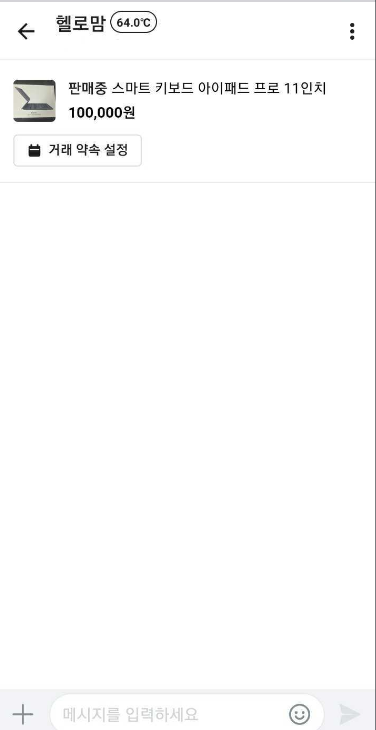 헬로맘 64.0℃
판매중 스마트 키보드 아이패드 프로 11인치
100,000원
거래 약속 설정
메시지를 입력하세요